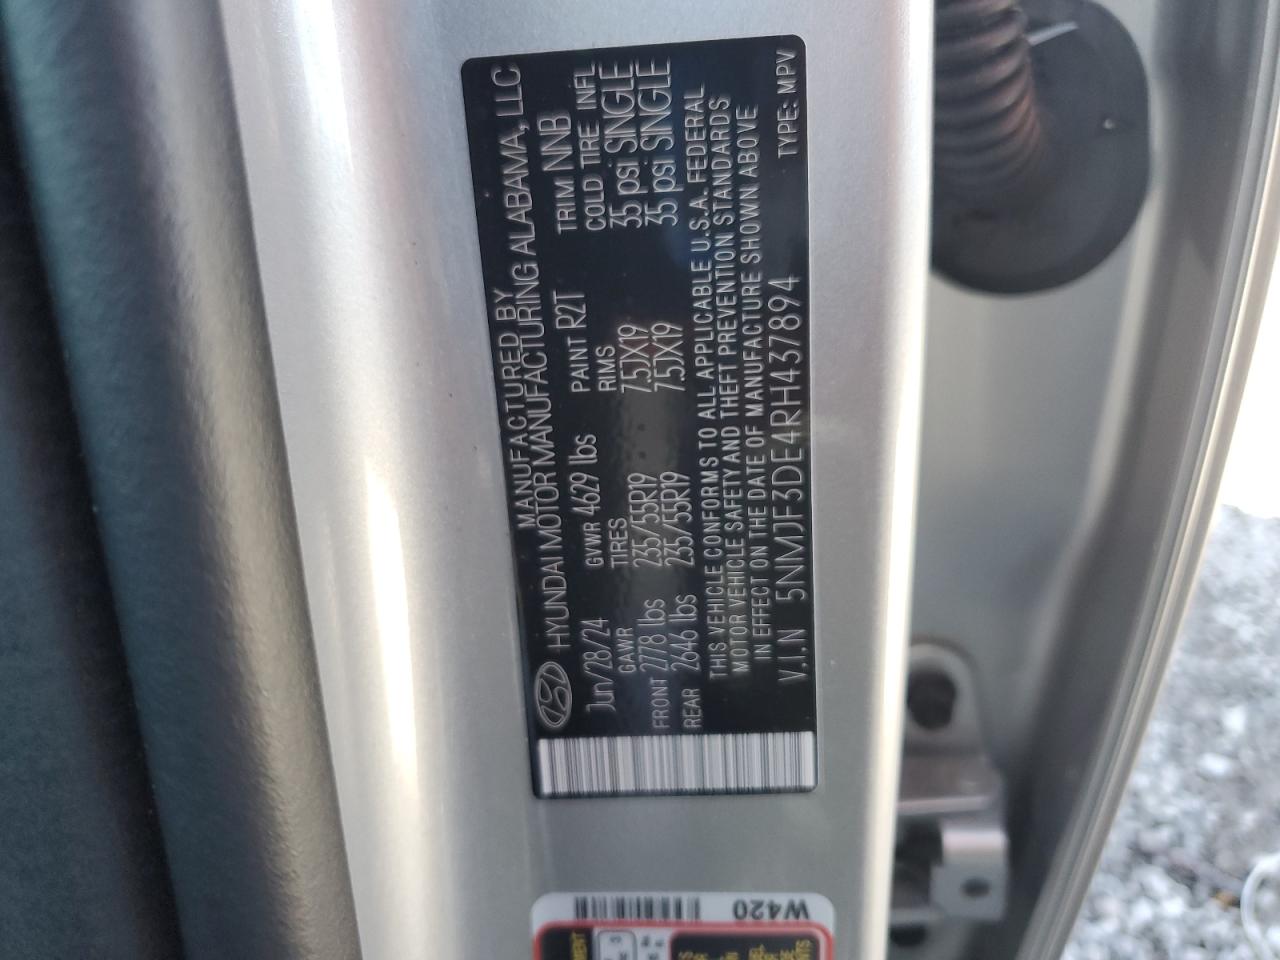 MANUFACTURED BY
HYUNDAI MOTOR MANUFACTURING ALABAMA, LLC
Jun/28/24 GVWR 4629 lbs PAINT R2T TRIM NNB
GAWR TIRES RIMS COLD TIRE INFL
FRONT 2778 lbs 235/55R19 7.5JX19 35 psi SINGLE
REAR 2646 lbs 235/55R19 7.5JX19 35 psi SINGLE
THIS VEHICLE CONFORMS TO ALL APPLICABLE U.S.A. FEDERAL
MOTOR VEHICLE SAFETY AND THEFT PREVENTION STANDARDS
IN EFFECT ON THE DATE OF MANUFACTURE SHOWN ABOVE
V.I.N 5NMJF3DE4RH437894 TYPE: MPV
W420